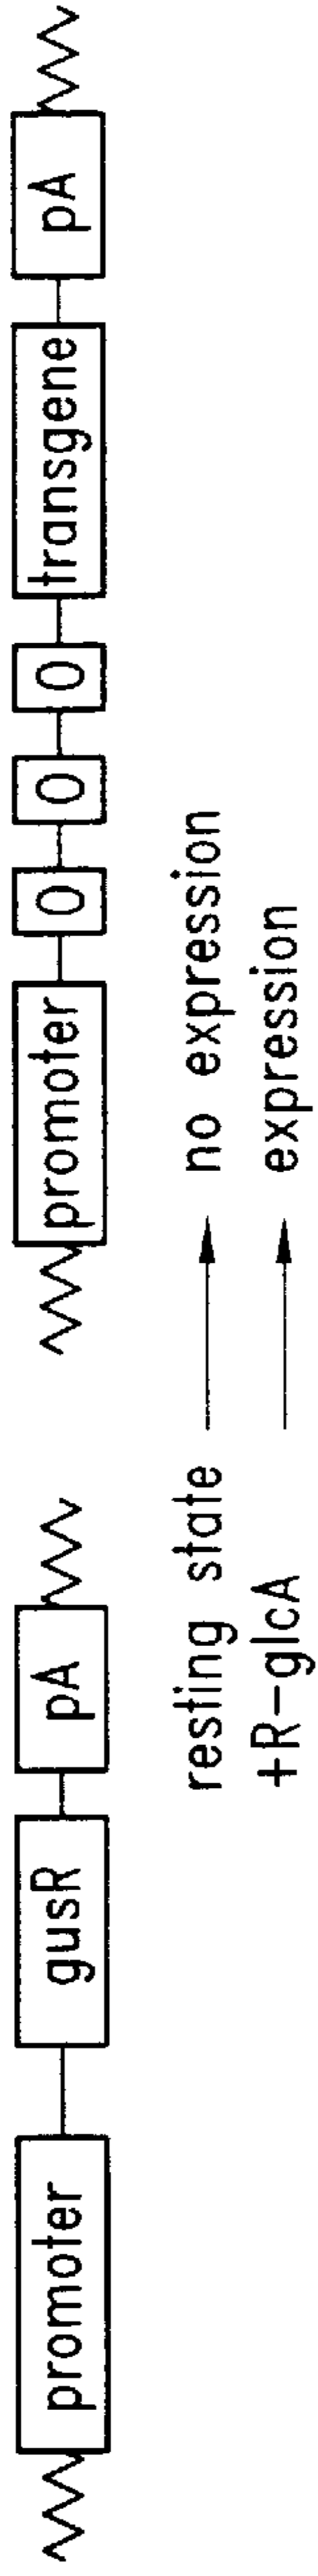 promoter gusR pA promoter O O O transgene pA
resting state no expression
+R-glcA expression